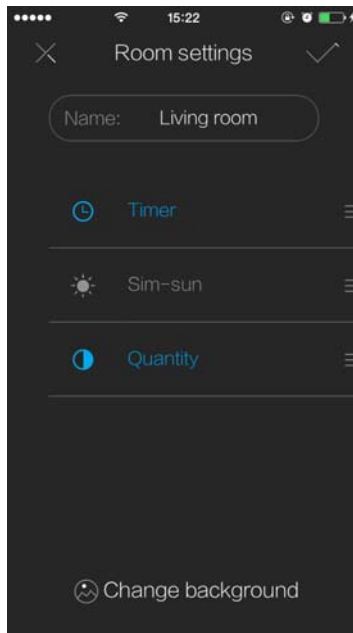 15:22
Room settings
Name: Living room
Timer
Sim-sun
Quantity
Change background